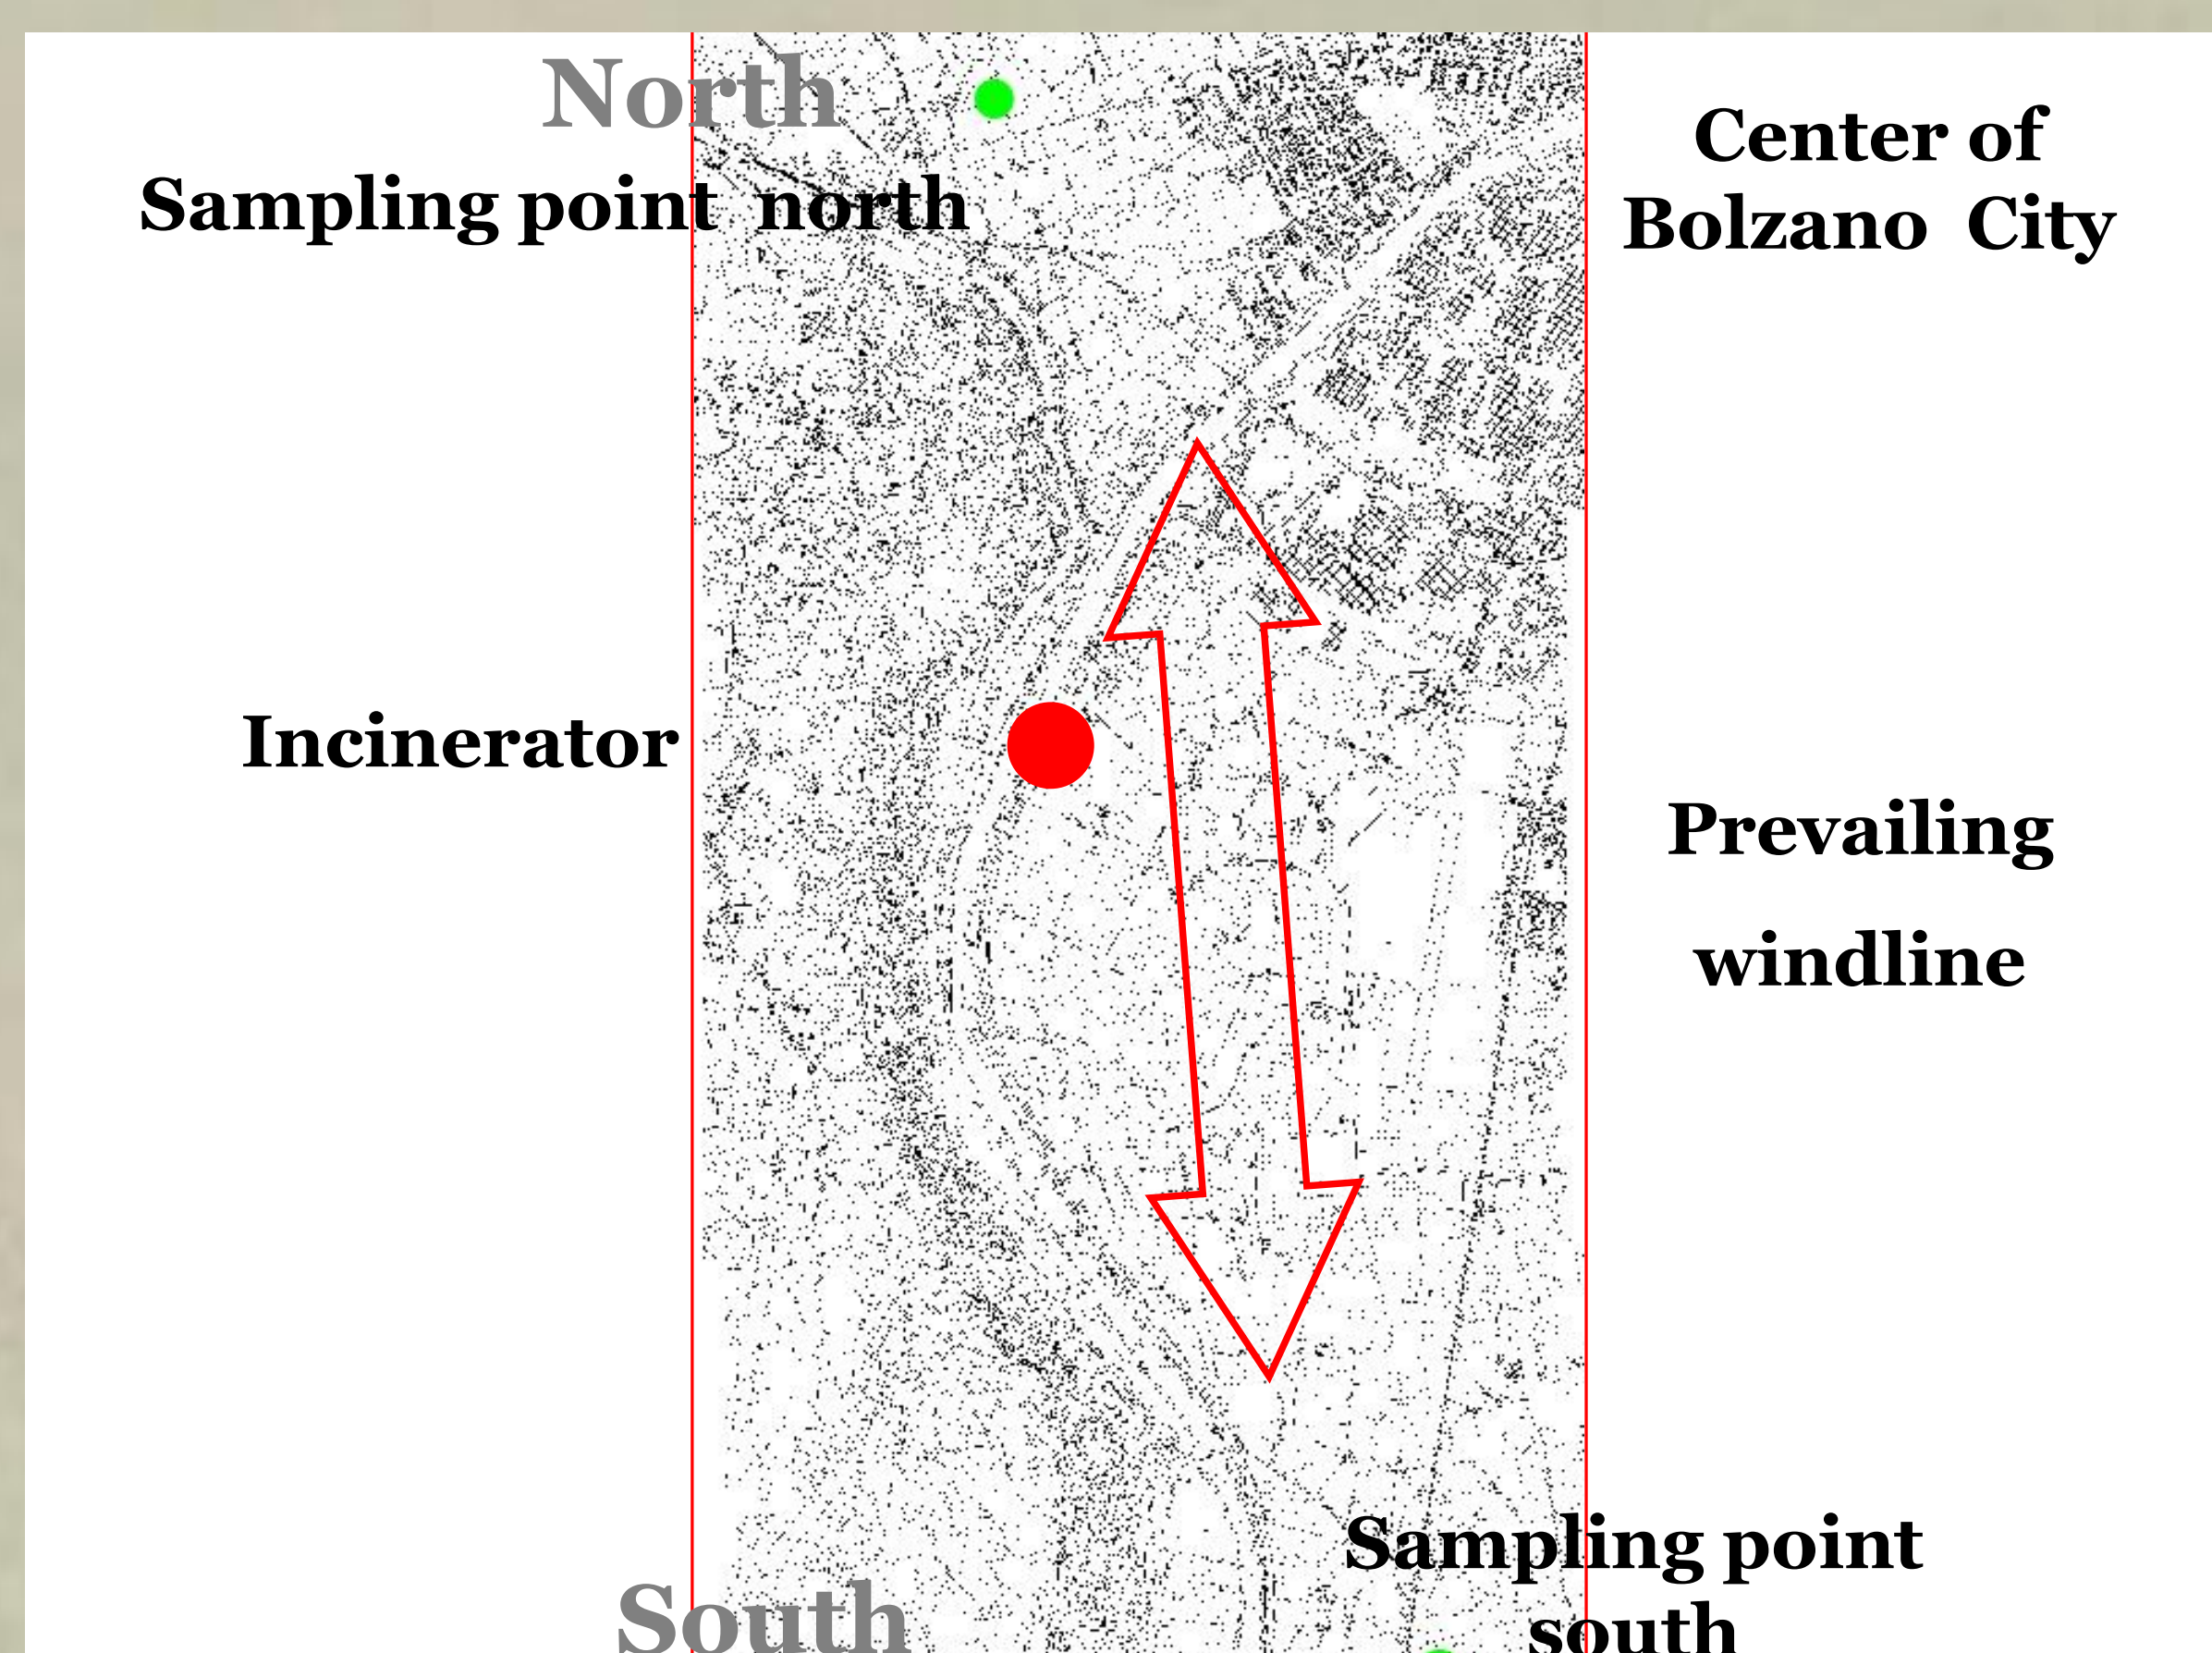 North
Center of
Sampling point north
Bolzano City
Incinerator
Prevailing
windline
Sampling point
south
South